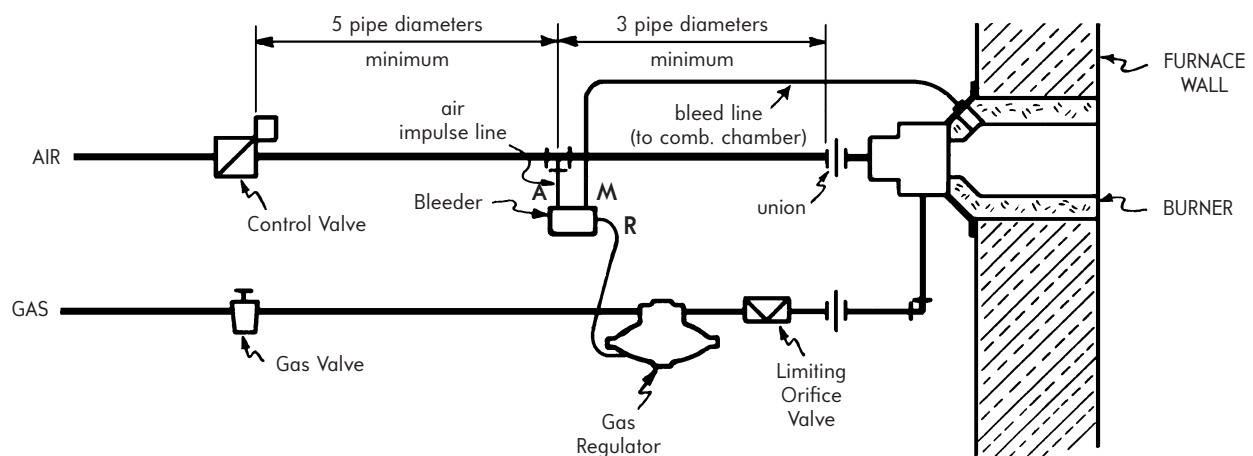 5 pipe diameters
minimum
3 pipe diameters
minimum
FURNACE
WALL
air
impulse line
bleed line
(to comb. chamber)
AIR
A
M
Bleeder
R
union
BURNER
Control Valve
GAS
Gas Valve
Limiting
Orifice
Valve
Gas
Regulator